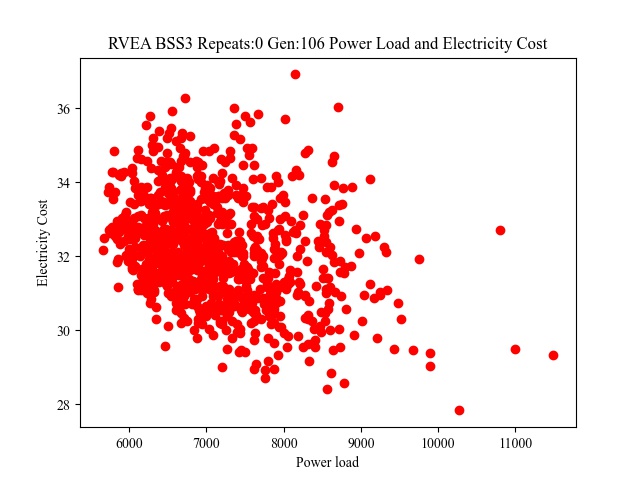 RVEA BSS3 Repeats:0 Gen:106 Power Load and Electricity Cost
36
34
32
30
28
Electricity Cost
6000 7000 8000 9000 10000 11000
Power load